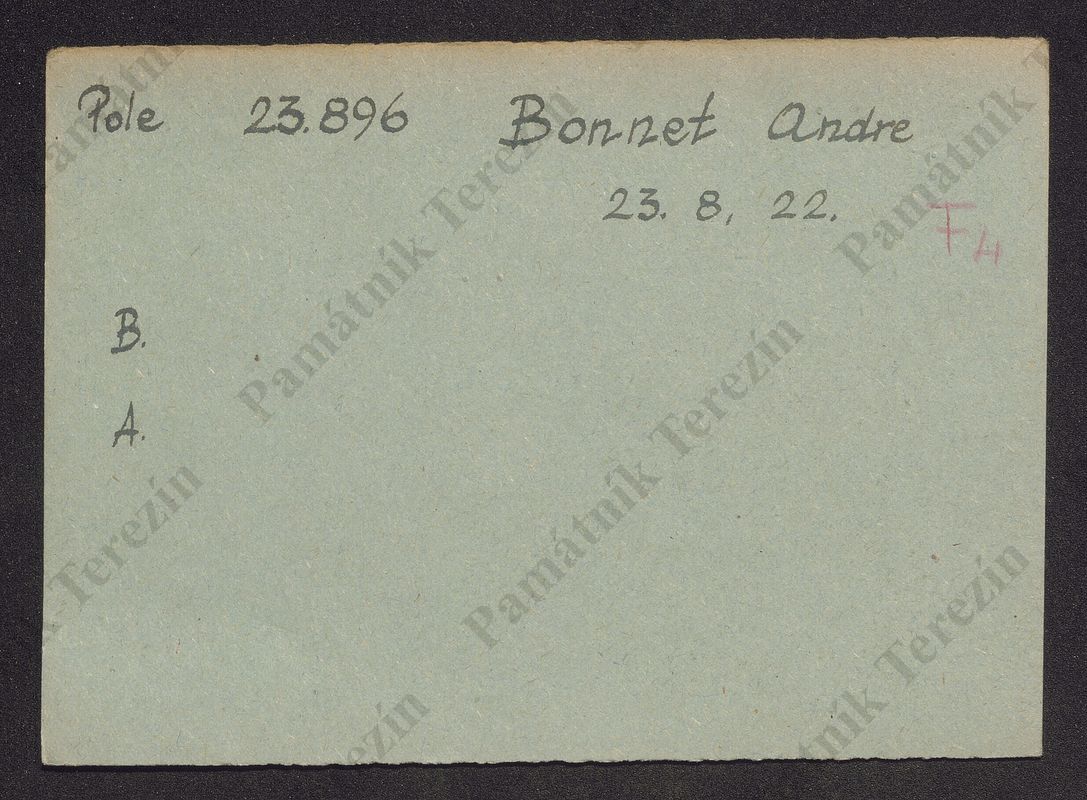 Pole 23.896 Bonnet Andre
23. 8. 22.
F4
B.
A.
Památník Terezín
Památník Terezín
Památník Terezín
Památník Terezín
Památník Terezín